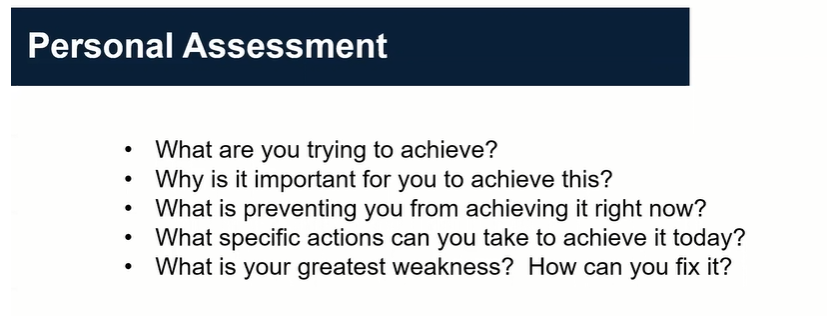 Personal Assessment
• What are you trying to achieve?
• Why is it important for you to achieve this?
• What is preventing you from achieving it right now?
• What specific actions can you take to achieve it today?
• What is your greatest weakness?  How can you fix it?